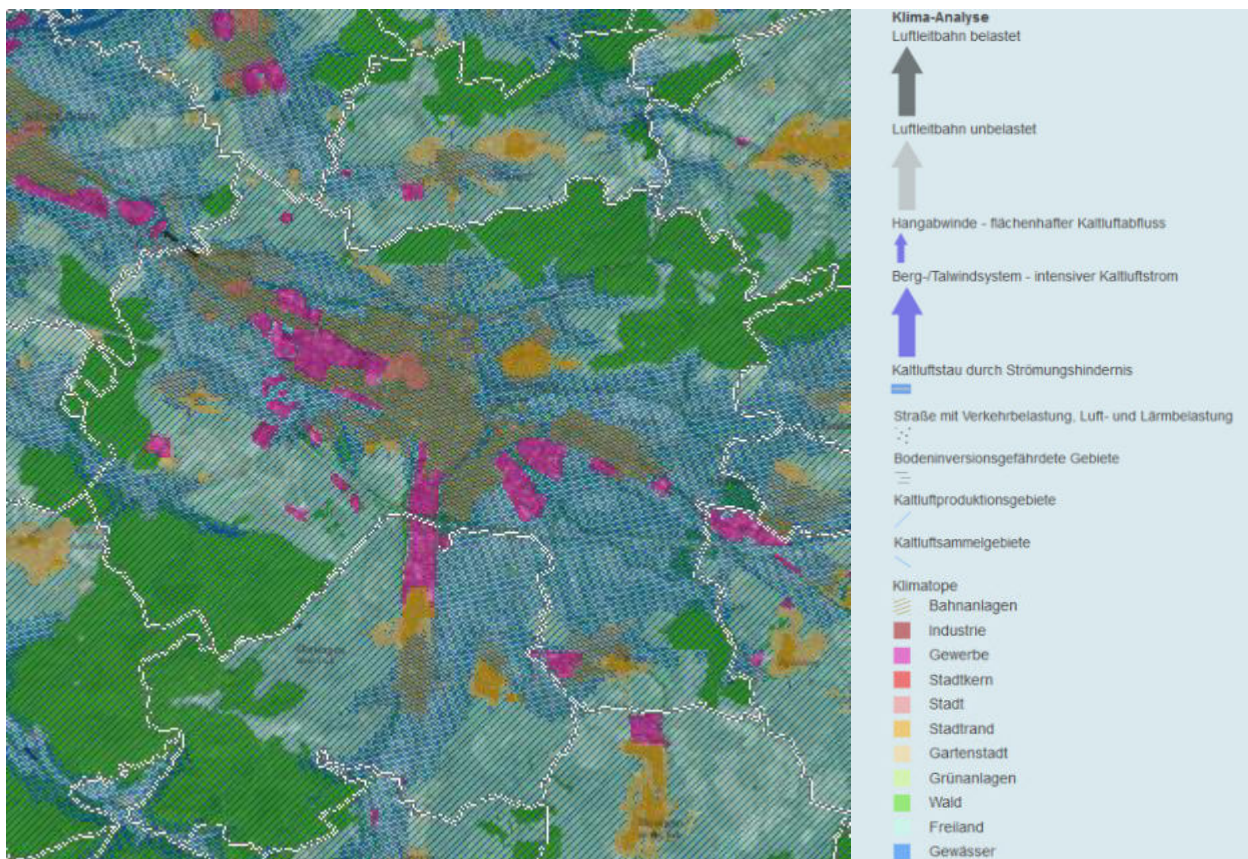 Klima-Analyse
Luftleitbahn belastet
Luftleitbahn unbelastet
Hangabwinde - flächenhafter Kaltluftabfluss
Berg-/Talwindsystem - intensiver Kaltluftstrom
Kaltluftstau durch Strömungshindernis
Straße mit Verkehrbelastung, Luft- und Lärmbelastung
Bodeninversionsgefährdete Gebiete
Kaltluftproduktionsgebiete
Kaltluftsammelgebiete
Klimatope
Bahnanlagen
Industrie
Gewerbe
Stadtkern
Stadt
Stadtrand
Gartenstadt
Grünanlagen
Wald
Freiland
Gewässer